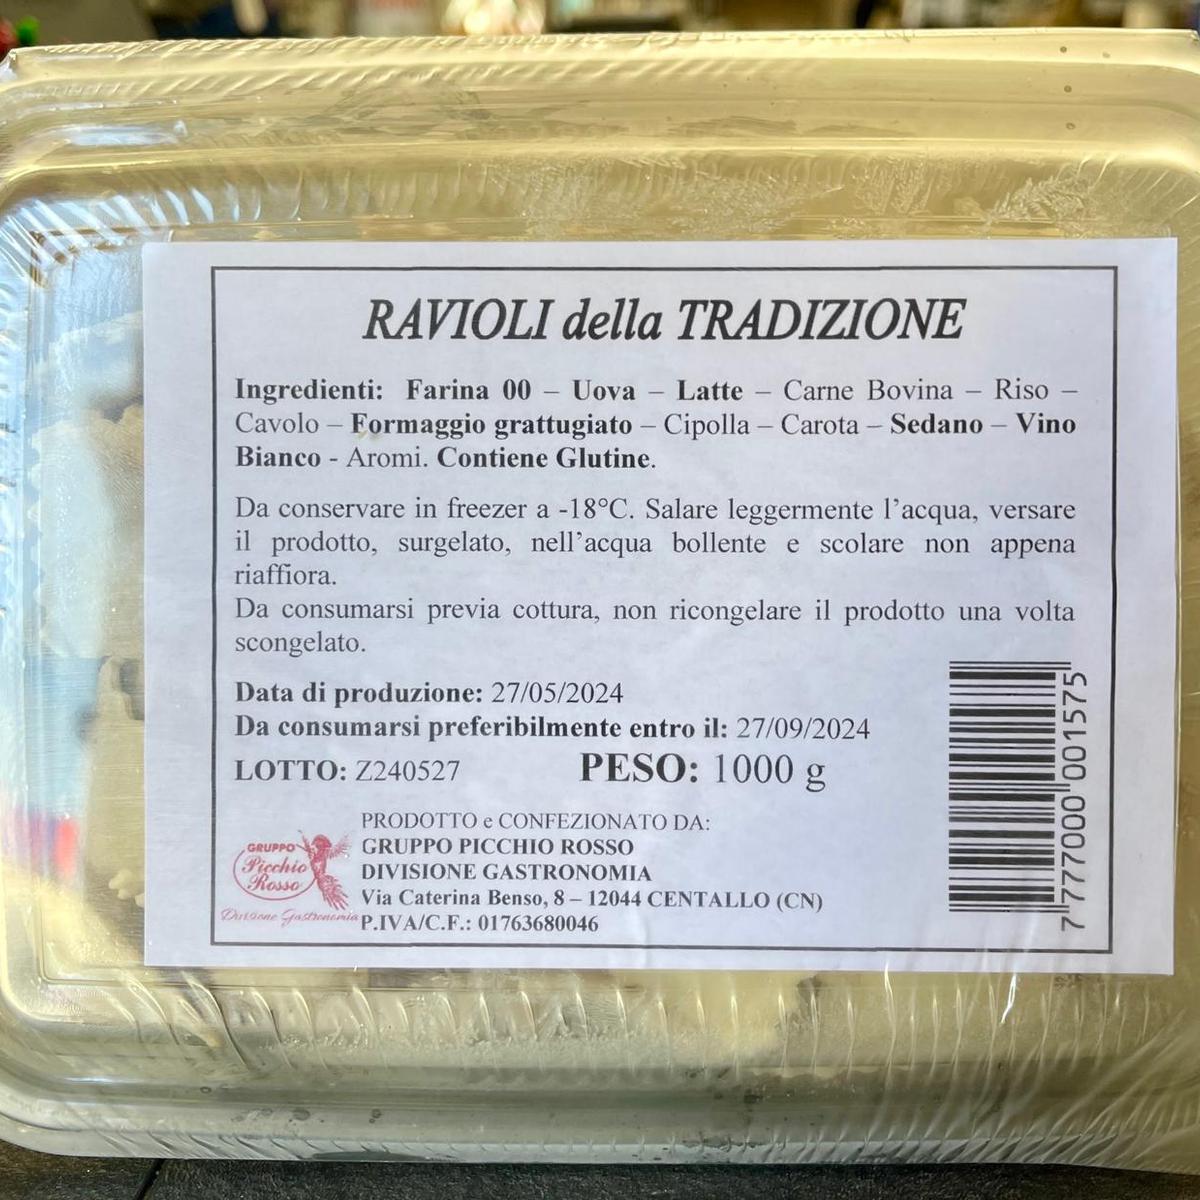 RAVIOLI della TRADIZIONE
Ingredienti: Farina 00 – Uova – Latte – Carne Bovina – Riso –
Cavolo – Formaggio grattugiato – Cipolla – Carota – Sedano – Vino
Bianco - Aromi. Contiene Glutine.
Da conservare in freezer a -18°C. Salare leggermente l’acqua, versare
il prodotto, surgelato, nell’acqua bollente e scolare non appena
riaffiora.
Da consumarsi previa cottura, non ricongelare il prodotto una volta
scongelato.
Data di produzione: 27/05/2024
Da consumarsi preferibilmente entro il: 27/09/2024
LOTTO: Z240527 PESO: 1000 g
PRODOTTO e CONFEZIONATO DA:
GRUPPO PICCHIO ROSSO
DIVISIONE GASTRONOMIA
Via Caterina Benso, 8 – 12044 CENTALLO (CN)
P.IVA/C.F.: 01763680046
GRUPPO
Picchio
Rosso
Divisione Gastronomia
7 777000 001575